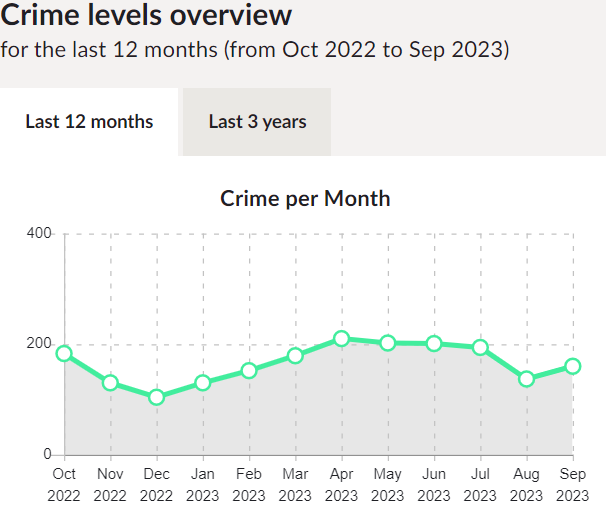 Crime levels overview
for the last 12 months (from Oct 2022 to Sep 2023)
Last 12 months
Last 3 years
Crime per Month
400
200
0
Oct 2022
Nov 2022
Dec 2022
Jan 2023
Feb 2023
Mar 2023
Apr 2023
May 2023
Jun 2023
Jul 2023
Aug 2023
Sep 2023